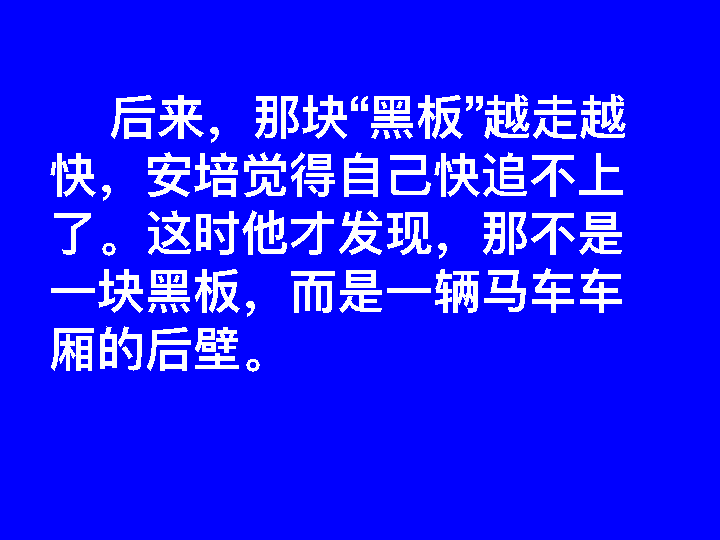 后来，那块“黑板”越走越
快，安培觉得自己快追不上
了。这时他才发现，那不是
一块黑板，而是一辆马车车
厢的后壁。